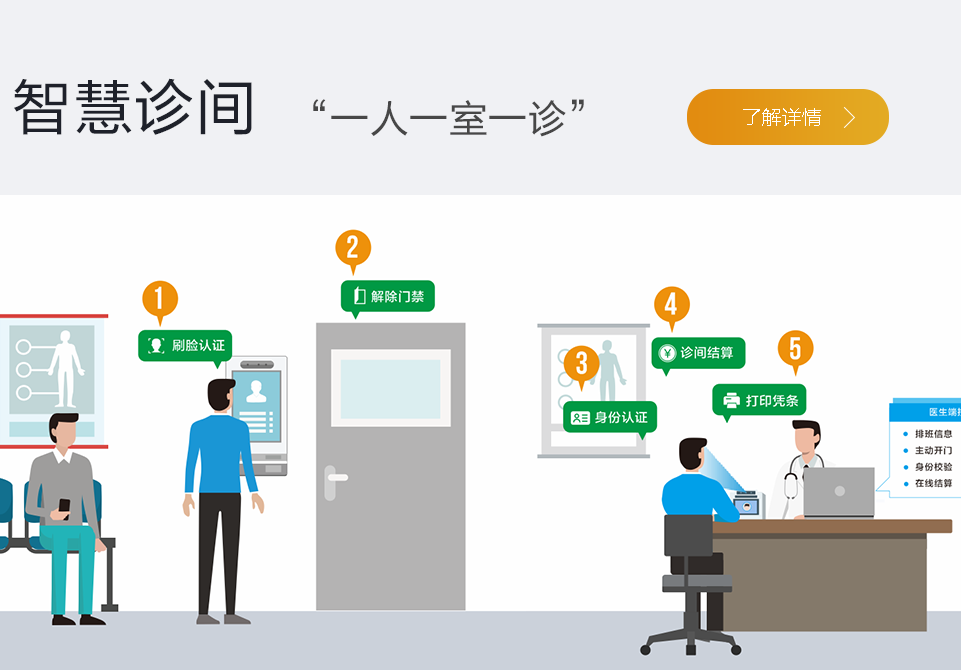 智慧诊间
“一人一室一诊”
了解详情
1
刷脸认证
2
解除门禁
3
身份认证
4
诊间结算
5
打印凭条
医生端
排班信息
主动开门
身份校验
在线结算